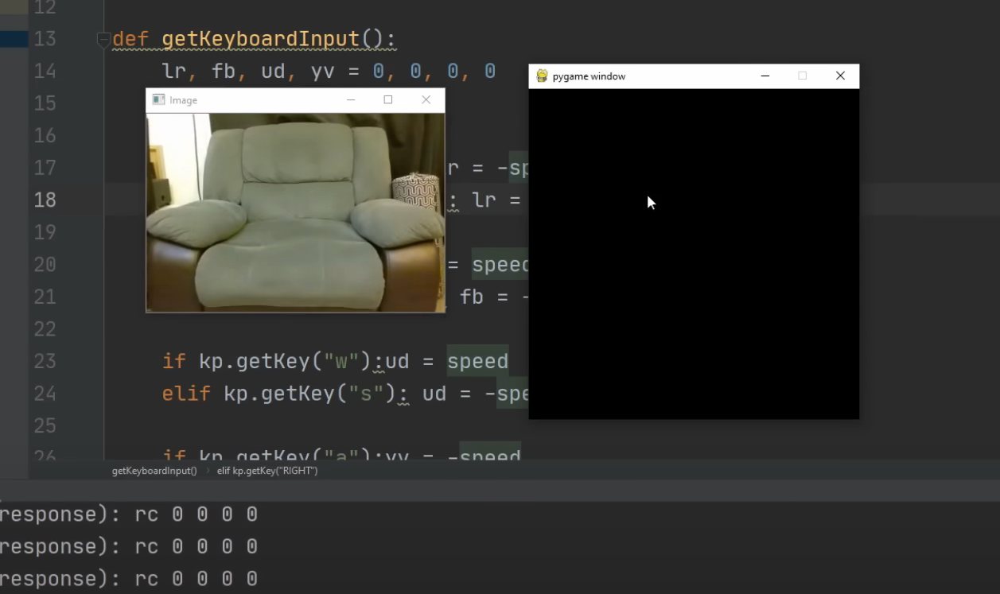 12
13 def getKeyboardInput():
14 lr, fb, ud, yv = 0, 0, 0, 0
pygame window
Image
15
16
17 r = -sp
18 : lr =
19
20 = speed
21 fb = -
22
23 if kp.getKey("w"):ud = speed
24 elif kp.getKey("s"): ud = -spe
25
26 if kp.getKey("a"):yv = -speed
getKeyboardInput() › elif kp.getKey("RIGHT")
response): rc 0 0 0 0
response): rc 0 0 0 0
response): rc 0 0 0 0